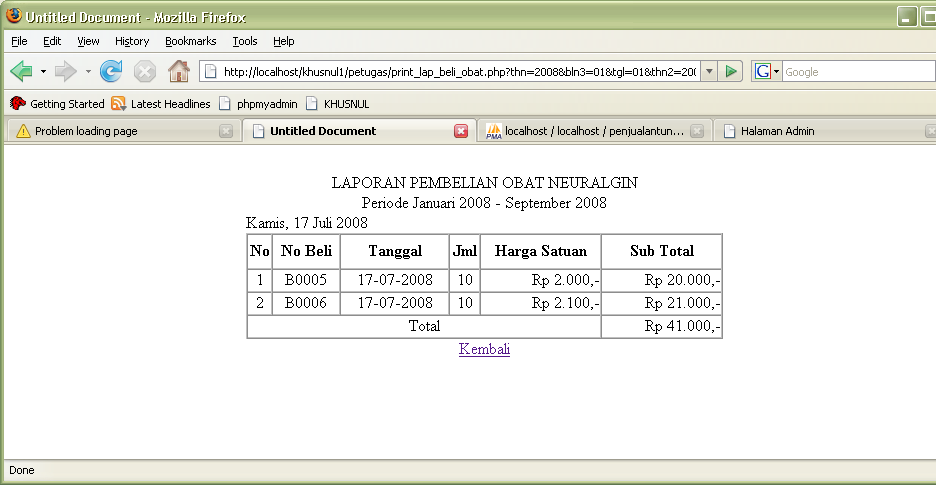 Untitled Document - Mozilla Firefox
File Edit View History Bookmarks Tools Help
http://localhost/khusnul1/petugas/print_lap_beli_obat.php?thn=2008&bln3=01&tgl=01&thn2=200
G Google
Getting Started Latest Headlines phpmyadmin KHUSNUL
Problem loading page Untitled Document PMA localhost / localhost / penjualantun... Halaman Admin
LAPORAN PEMBELIAN OBAT NEURALGIN
Periode Januari 2008 - September 2008
Kamis, 17 Juli 2008
No No Beli Tanggal Jml Harga Satuan Sub Total
1 B0005 17-07-2008 10 Rp 2.000,- Rp 20.000,-
2 B0006 17-07-2008 10 Rp 2.100,- Rp 21.000,-
Total Rp 41.000,-
Kembali
Done